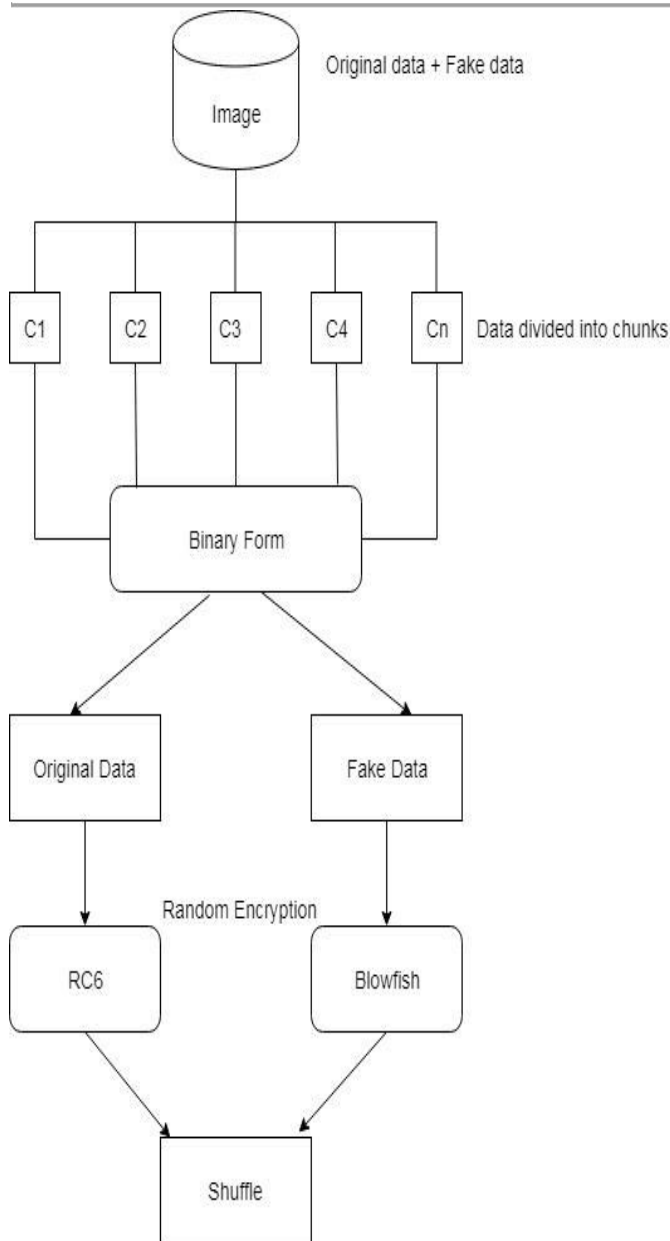 Original data + Fake data
Image
C1
C2
C3
C4
Cn
Data divided into chunks
Binary Form
Original Data
Fake Data
Random Encryption
RC6
Blowfish
Shuffle